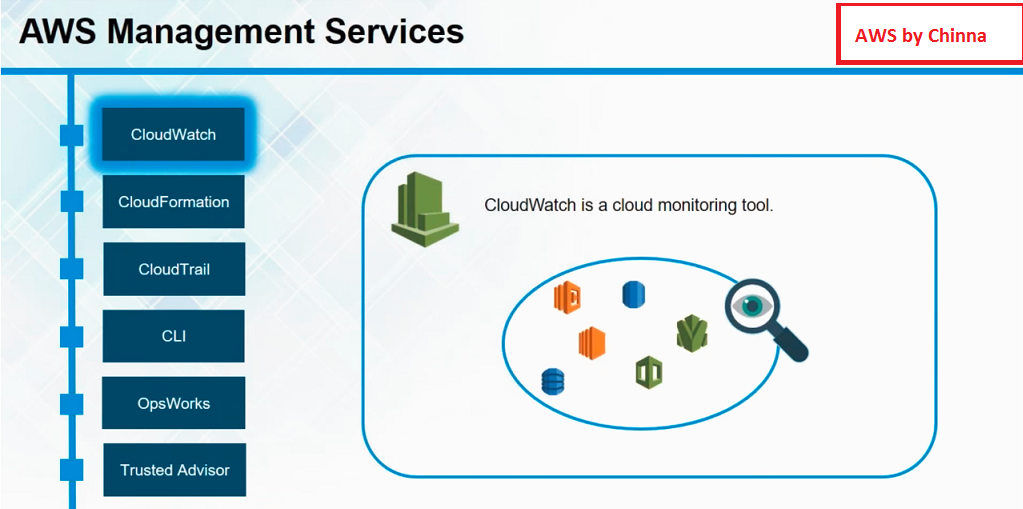 AWS Management Services
AWS by Chinna
CloudWatch
CloudFormation
CloudTrail
CLI
OpsWorks
Trusted Advisor
CloudWatch is a cloud monitoring tool.